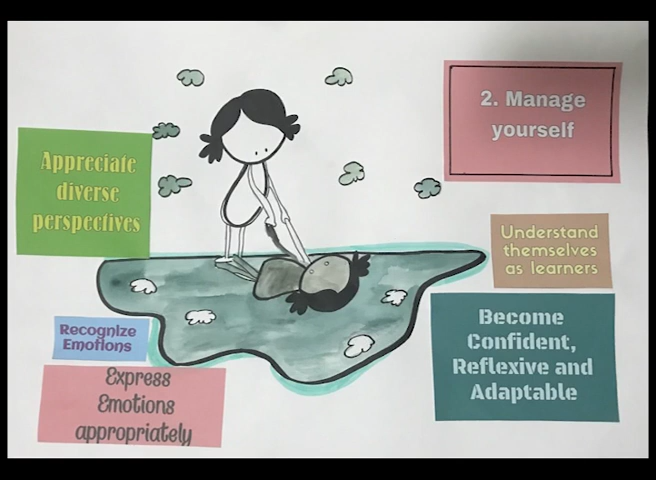 2. Manage
yourself
Appreciate
diverse
perspectives
Understand
themselves
as learners
Recognize
Emotions
Become
Confident,
Reflexive and
Adaptable
Express
Emotions
appropriately